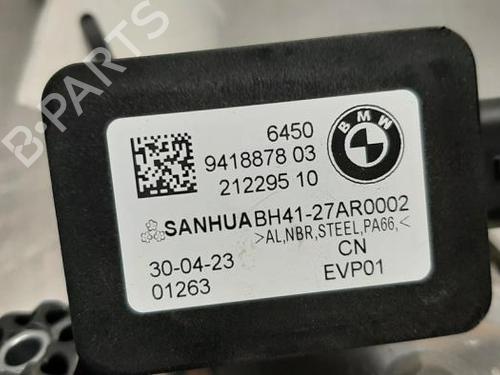 B-PARTS
6450
BMW
9418878 03
2122295 10
SANHUA BH41-27AR0002
>AL,NBR,STEEL,PA66,<
30-04-23 CN
01263 EVP01